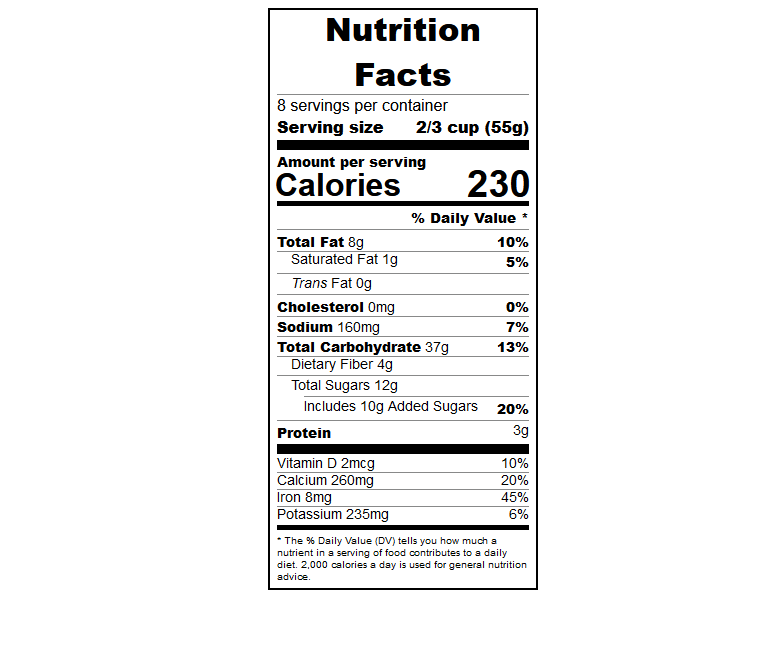 Nutrition
Facts
8 servings per container
Serving size 2/3 cup (55g)
Amount per serving
Calories 230
% Daily Value *
Total Fat 8g 10%
Saturated Fat 1g 5%
Trans Fat 0g
Cholesterol 0mg 0%
Sodium 160mg 7%
Total Carbohydrate 37g 13%
Dietary Fiber 4g
Total Sugars 12g
Includes 10g Added Sugars 20%
Protein 3g
Vitamin D 2mcg 10%
Calcium 260mg 20%
Iron 8mg 45%
Potassium 235mg 6%
* The % Daily Value (DV) tells you how much a
nutrient in a serving of food contributes to a daily
diet. 2,000 calories a day is used for general nutrition
advice.